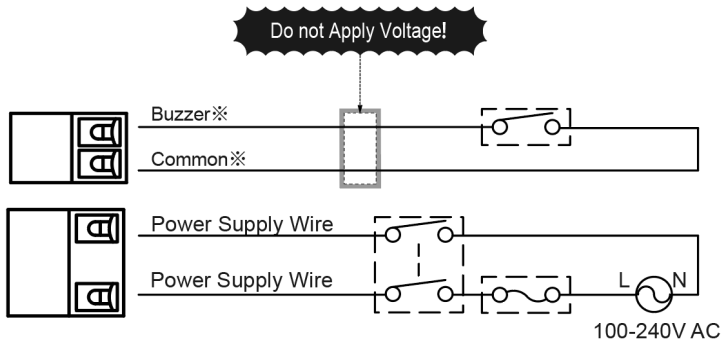 Do not Apply Voltage!
Buzzer※
Common※
Power Supply Wire
Power Supply Wire
L N
100-240V AC